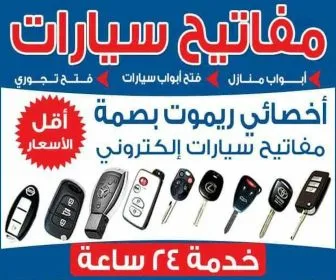 مفاتيح سيارات
أبواب منازل فتح أبواب سيارات فتح تجوري
أخصائي ريموت بصمة
مفاتيح سيارات إلكتروني
أقل
الأسعار
خدمة ٢٤ ساعة